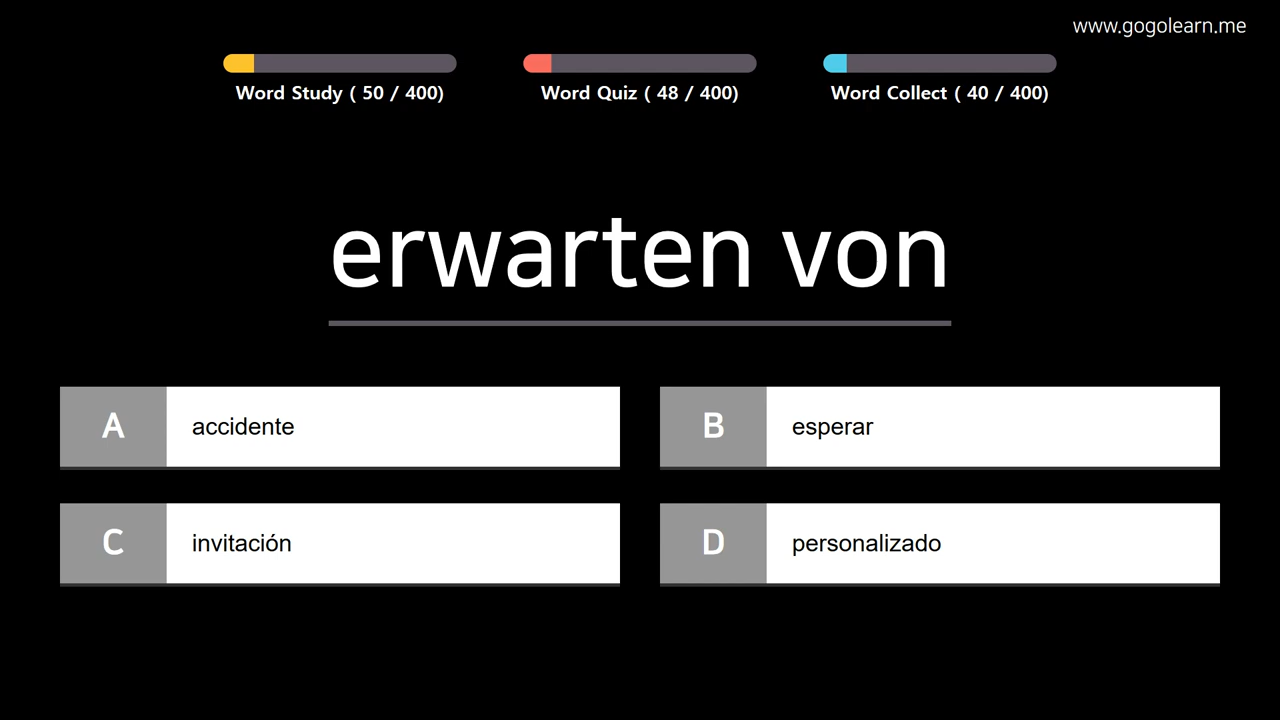 www.gogolearn.me
Word Study ( 50 / 400)
Word Quiz ( 48 / 400)
Word Collect ( 40 / 400)
erwarten von
A accidente
B esperar
C invitación
D personalizado